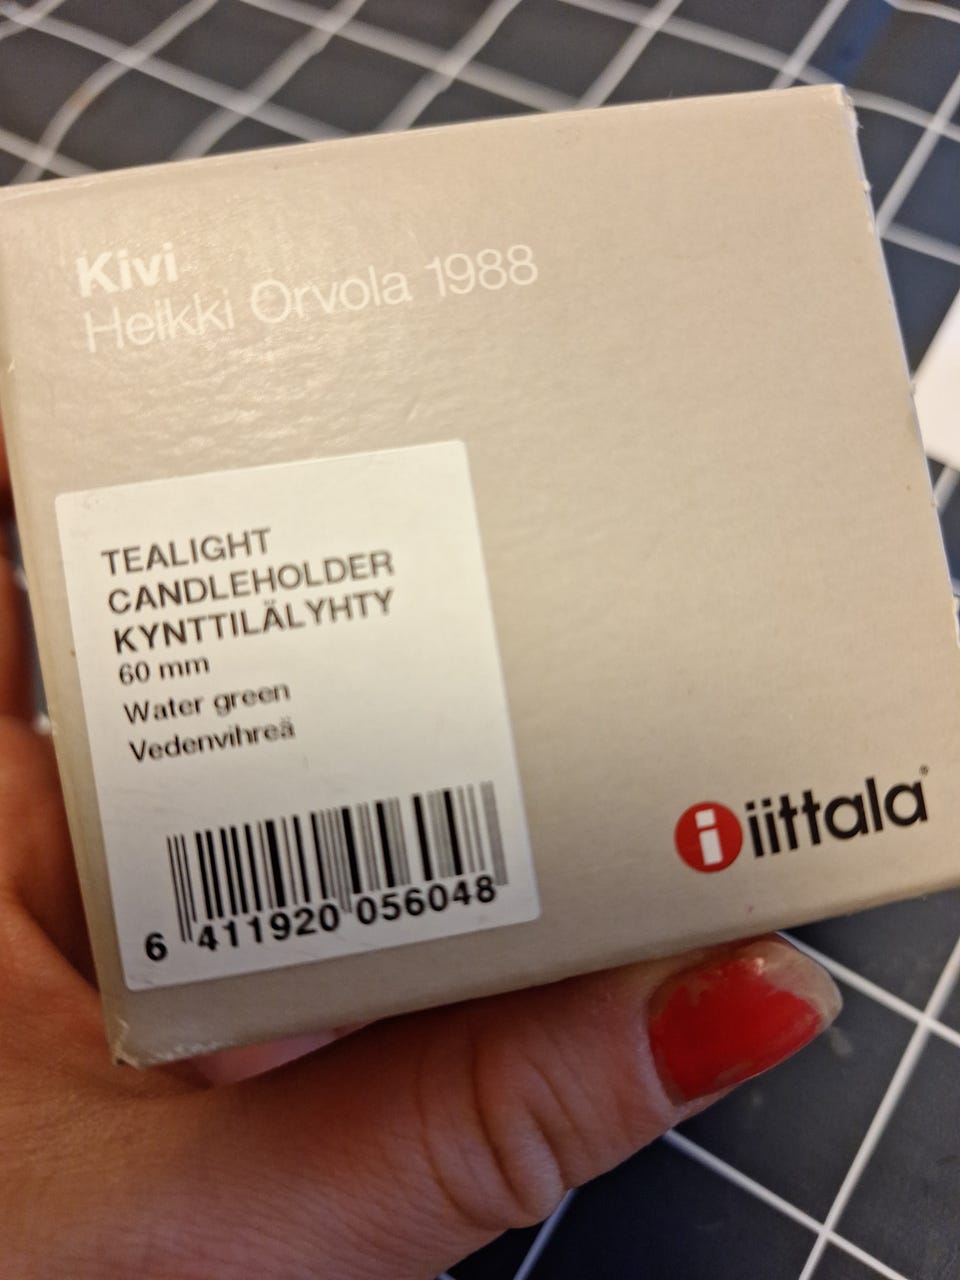 Kivi
Heikki Orvola 1988
TEALIGHT
CANDLEHOLDER
KYNTTILÄLYHTY
60 mm
Water green
Vedenvihreä
6 411920 056048
i iittala®